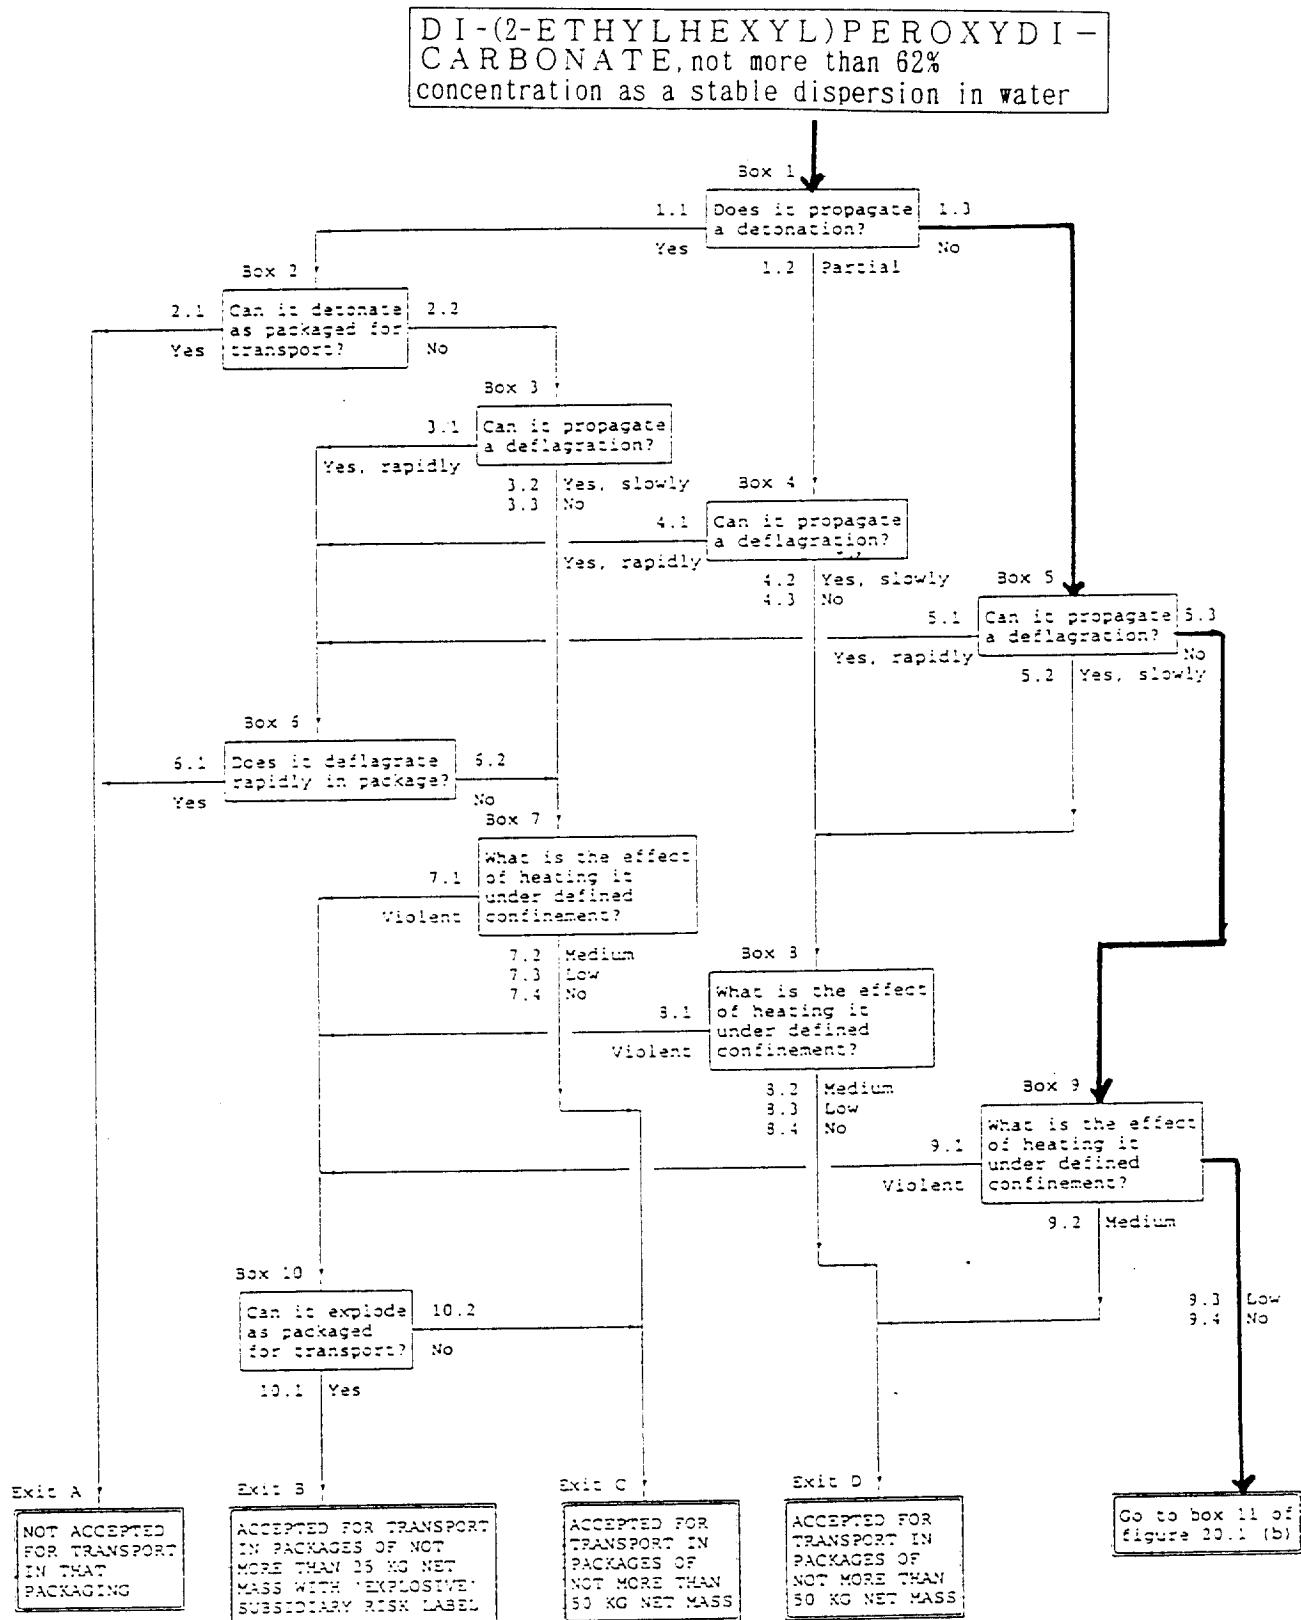 DI-(2-ETHYLHEXYL)PEROXYDI-
CARBONATE, not more than 62%
concentration as a stable dispersion in water
Box 1
1.1
Does it propagate
a detonation?
1.3
Yes
No
1.2 Partial
Box 2
2.1
Can it detonate
as packaged for
transport?
2.2
Yes
No
Box 3
3.1
Can it propagate
a deflagration?
Yes, rapidly
3.2 Yes, slowly
3.3 No
Box 4
4.1
Can it propagate
a deflagration?
Yes, rapidly
4.2 Yes, slowly
4.3 No
Box 5
5.1
Can it propagate
a deflagration?
5.3
Yes, rapidly
No
5.2 Yes, slowly
Box 6
6.1
Does it deflagrate
rapidly in package?
6.2
Yes
No
Box 7
7.1
What is the effect
of heating it
under defined
confinement?
Violent
7.2 Medium
7.3 Low
7.4 No
Box 8
8.1
What is the effect
of heating it
under defined
confinement?
Violent
8.2 Medium
8.3 Low
8.4 No
Box 9
9.1
What is the effect
of heating it
under defined
confinement?
Violent
9.2 Medium
9.3 Low
9.4 No
Box 10
Can it explode
as packaged
for transport?
10.2
No
10.1 Yes
Exit A
NOT ACCEPTED
FOR TRANSPORT
IN THAT
PACKAGING
Exit B
ACCEPTED FOR TRANSPORT
IN PACKAGES OF NOT
MORE THAN 25 KG NET
MASS WITH 'EXPLOSIVE'
SUBSIDIARY RISK LABEL
Exit C
ACCEPTED FOR
TRANSPORT IN
PACKAGES OF
NOT MORE THAN
50 KG NET MASS
Exit D
ACCEPTED FOR
TRANSPORT IN
PACKAGES OF
NOT MORE THAN
50 KG NET MASS
Go to box 11 of
figure 20.1 (b)